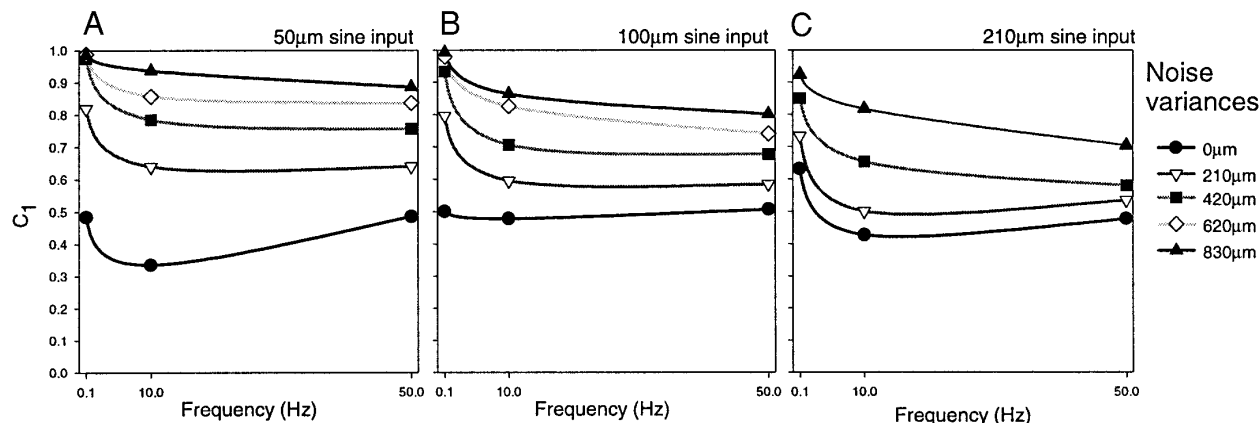 A
50µm sine input
B
100µm sine input
C
210µm sine input
1.0
0.9
0.8
0.7
0.6
0.5
0.4
0.3
0.2
0.1
0.0
C1
0.1
10.0
50.0
Frequency (Hz)
0.1
10.0
50.0
Frequency (Hz)
0.1
10.0
50.0
Frequency (Hz)
Noise
variances
0µm
210µm
420µm
620µm
830µm